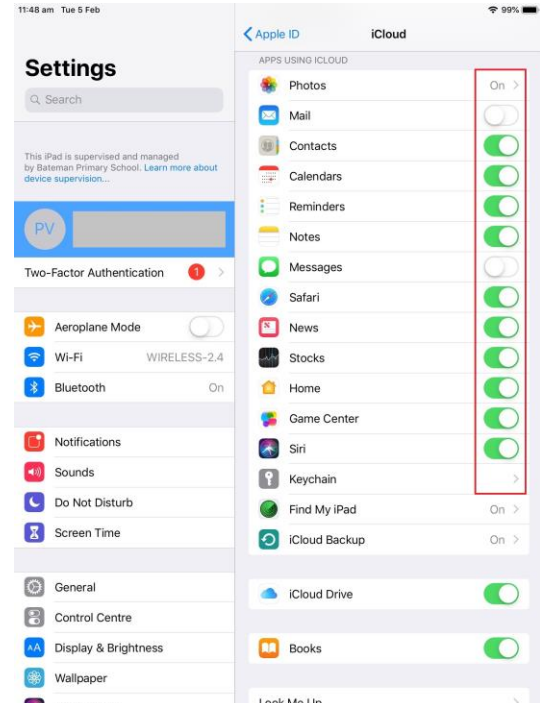 11:48 am Tue 5 Feb
99%
Settings
Search
This iPad is supervised and managed
by Bateman Primary School. Learn more about
device supervision...
PV
Two-Factor Authentication 1
Aeroplane Mode
Wi-Fi WIRELESS-2.4
Bluetooth On
Notifications
Sounds
Do Not Disturb
Screen Time
General
Control Centre
AA Display & Brightness
Wallpaper
Apple ID iCloud
APPS USING ICLOUD
Photos On
Mail
Contacts
Calendars
Reminders
Notes
Messages
Safari
News
Stocks
Home
Game Center
Siri
Keychain
Find My iPad On
iCloud Backup On
iCloud Drive
Books
Look Me Up